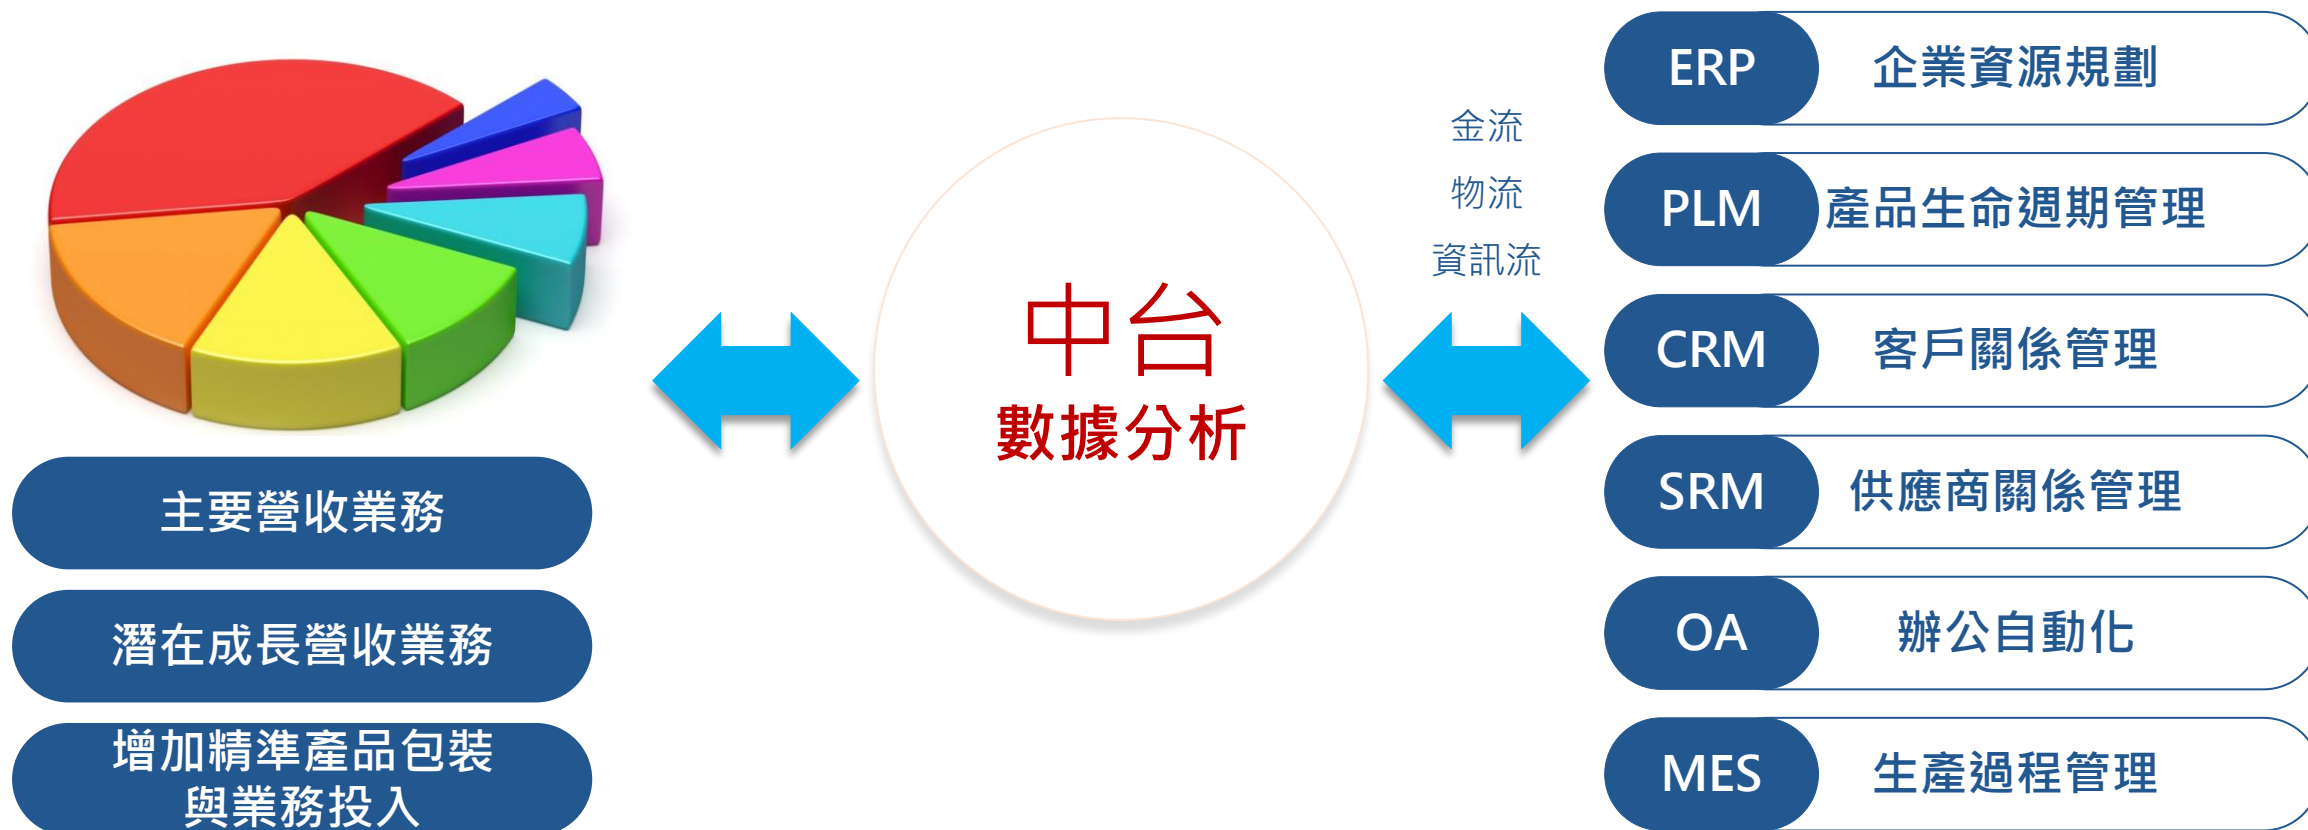 主要營收業務
潛在成長營收業務
增加精準產品包裝
與業務投入
中台
數據分析
金流
物流
資訊流
ERP 企業資源規劃
PLM 產品生命週期管理
CRM 客戶關係管理
SRM 供應商關係管理
OA 辦公自動化
MES 生產過程管理